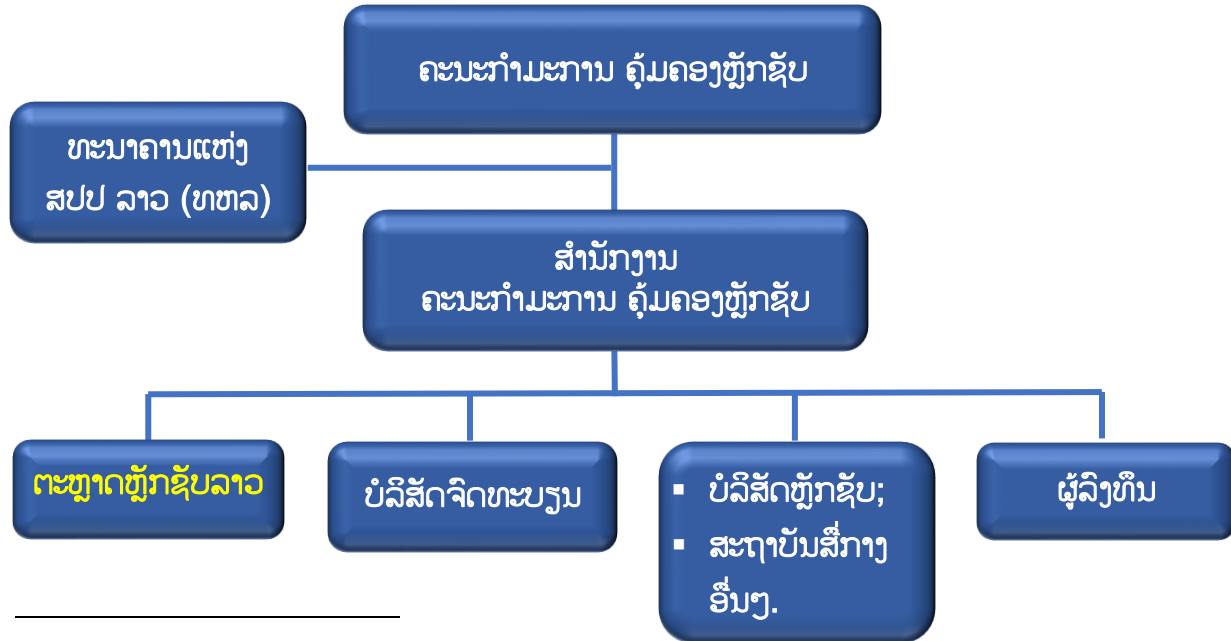 ຄະນະກຳມະການ ຄຸ້ມຄອງຫຼັກຊັບ
ທະນາຄານແຫ່ງ
ສປປ ລາວ (ທຫລ)
ສຳນັກງານ
ຄະນະກຳມະການ ຄຸ້ມຄອງຫຼັກຊັບ
ຕະຫຼາດຫຼັກຊັບລາວ
ບໍລິສັດຈົດທະບຽນ
▪ ບໍລິສັດຫຼັກຊັບ;
▪ ສະຖາບັນສື່ກາງ
ອື່ນໆ.
ຜູ້ລົງທຶນ